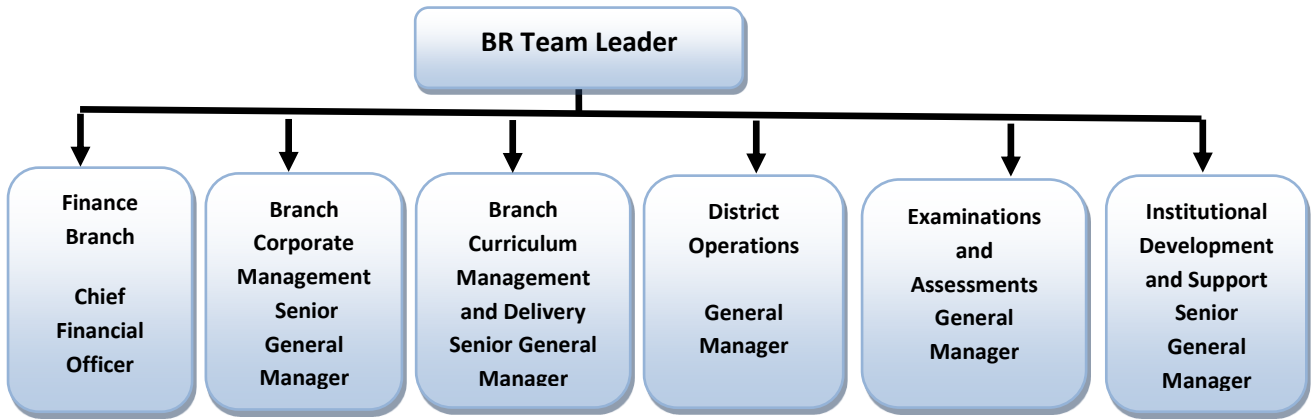 BR Team Leader
Finance
Branch
Chief
Financial
Officer
Branch
Corporate
Management
Senior
General
Manager
Branch
Curriculum
Management
and Delivery
Senior General
Manager
District
Operations
General
Manager
Examinations
and
Assessments
General
Manager
Institutional
Development
and Support
Senior
General
Manager